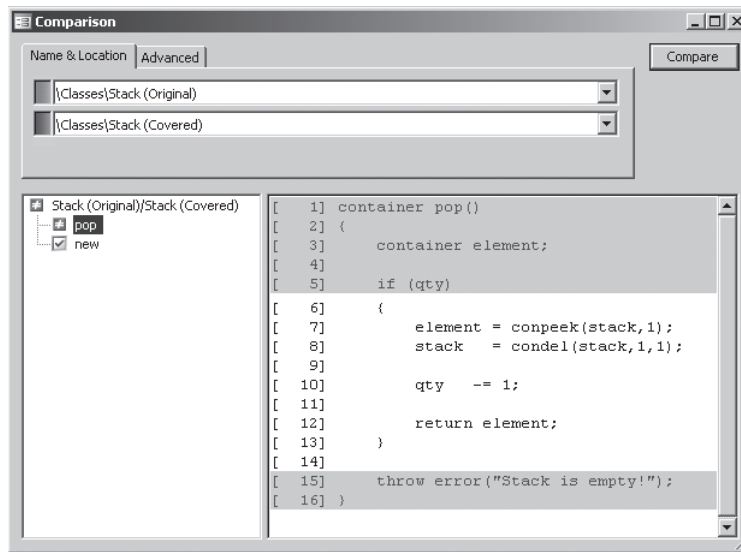 Comparison
Name & Location Advanced Compare
\Classes\Stack (Original)
\Classes\Stack (Covered)
Stack (Original)/Stack (Covered)
pop
new
[ 1] container pop()
[ 2] {
[ 3] container element;
[ 4]
[ 5] if (qty)
[ 6] {
[ 7] element = conpeek(stack,1);
[ 8] stack = condel(stack,1,1);
[ 9]
[ 10] qty -= 1;
[ 11]
[ 12] return element;
[ 13] }
[ 14]
[ 15] throw error("Stack is empty!");
[ 16] }